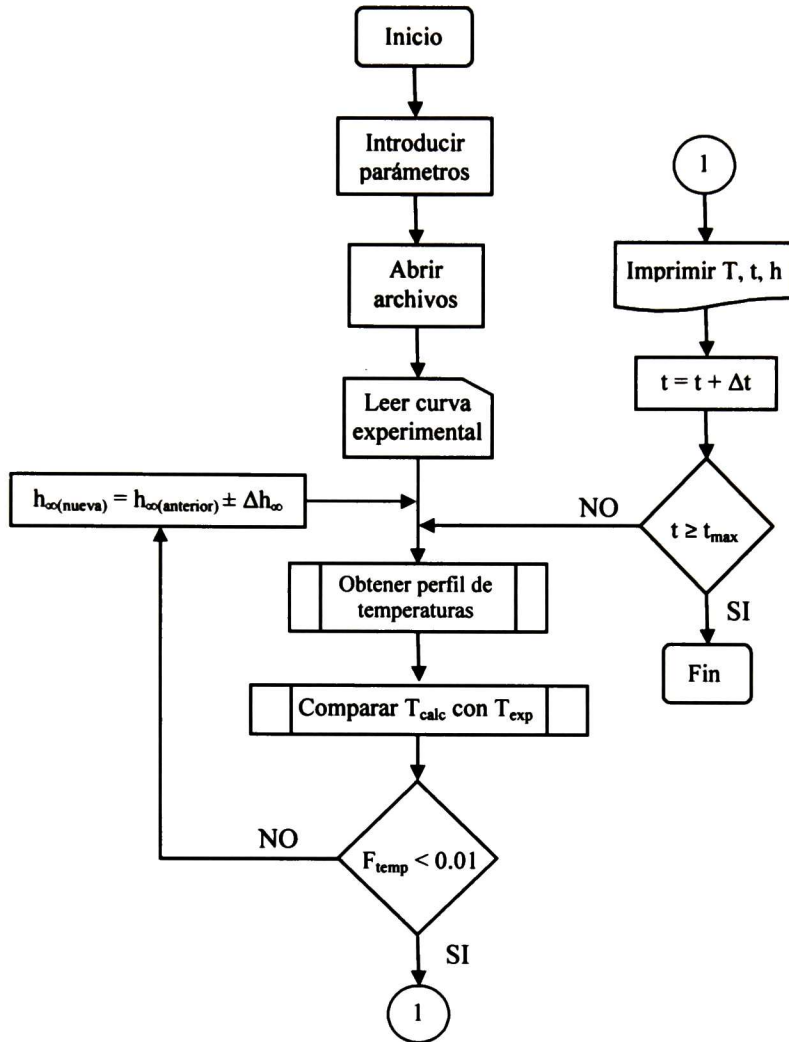 Inicio
Introducir
parámetros
Abrir
archivos
Leer curva
experimental
h∞(nueva) = h∞(anterior) ± Δh∞
Obtener perfil de
temperaturas
Comparar Tcalc con Texp
NO
Ftemp < 0.01
SI
1
1
Imprimir T, t, h
t = t + Δt
NO
t ≥ tmax
SI
Fin